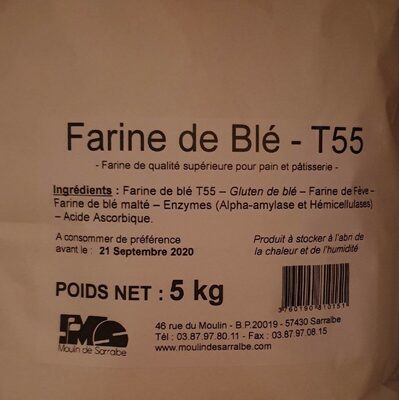 Farine de Blé - T55
- Farine de qualité supérieure pour pain et pâtisserie -
Ingrédients : Farine de blé T55 – Gluten de blé – Farine de Fève –
Farine de blé malté – Enzymes (Alpha-amylase et Hémicellulases)
– Acide Ascorbique.
A consommer de préférence
avant le : 21 Septembre 2020
Produit à stocker à l'abri de
la chaleur et de l'humidité
POIDS NET : 5 kg
3760190810151
PMS
Moulin de Sarralbe
46 rue du Moulin - B.P.20019 - 57430 Sarralbe
Tél : 03.87.97.80.11 - Fax : 03.87.97.08.15
www.moulindesarralbe.com